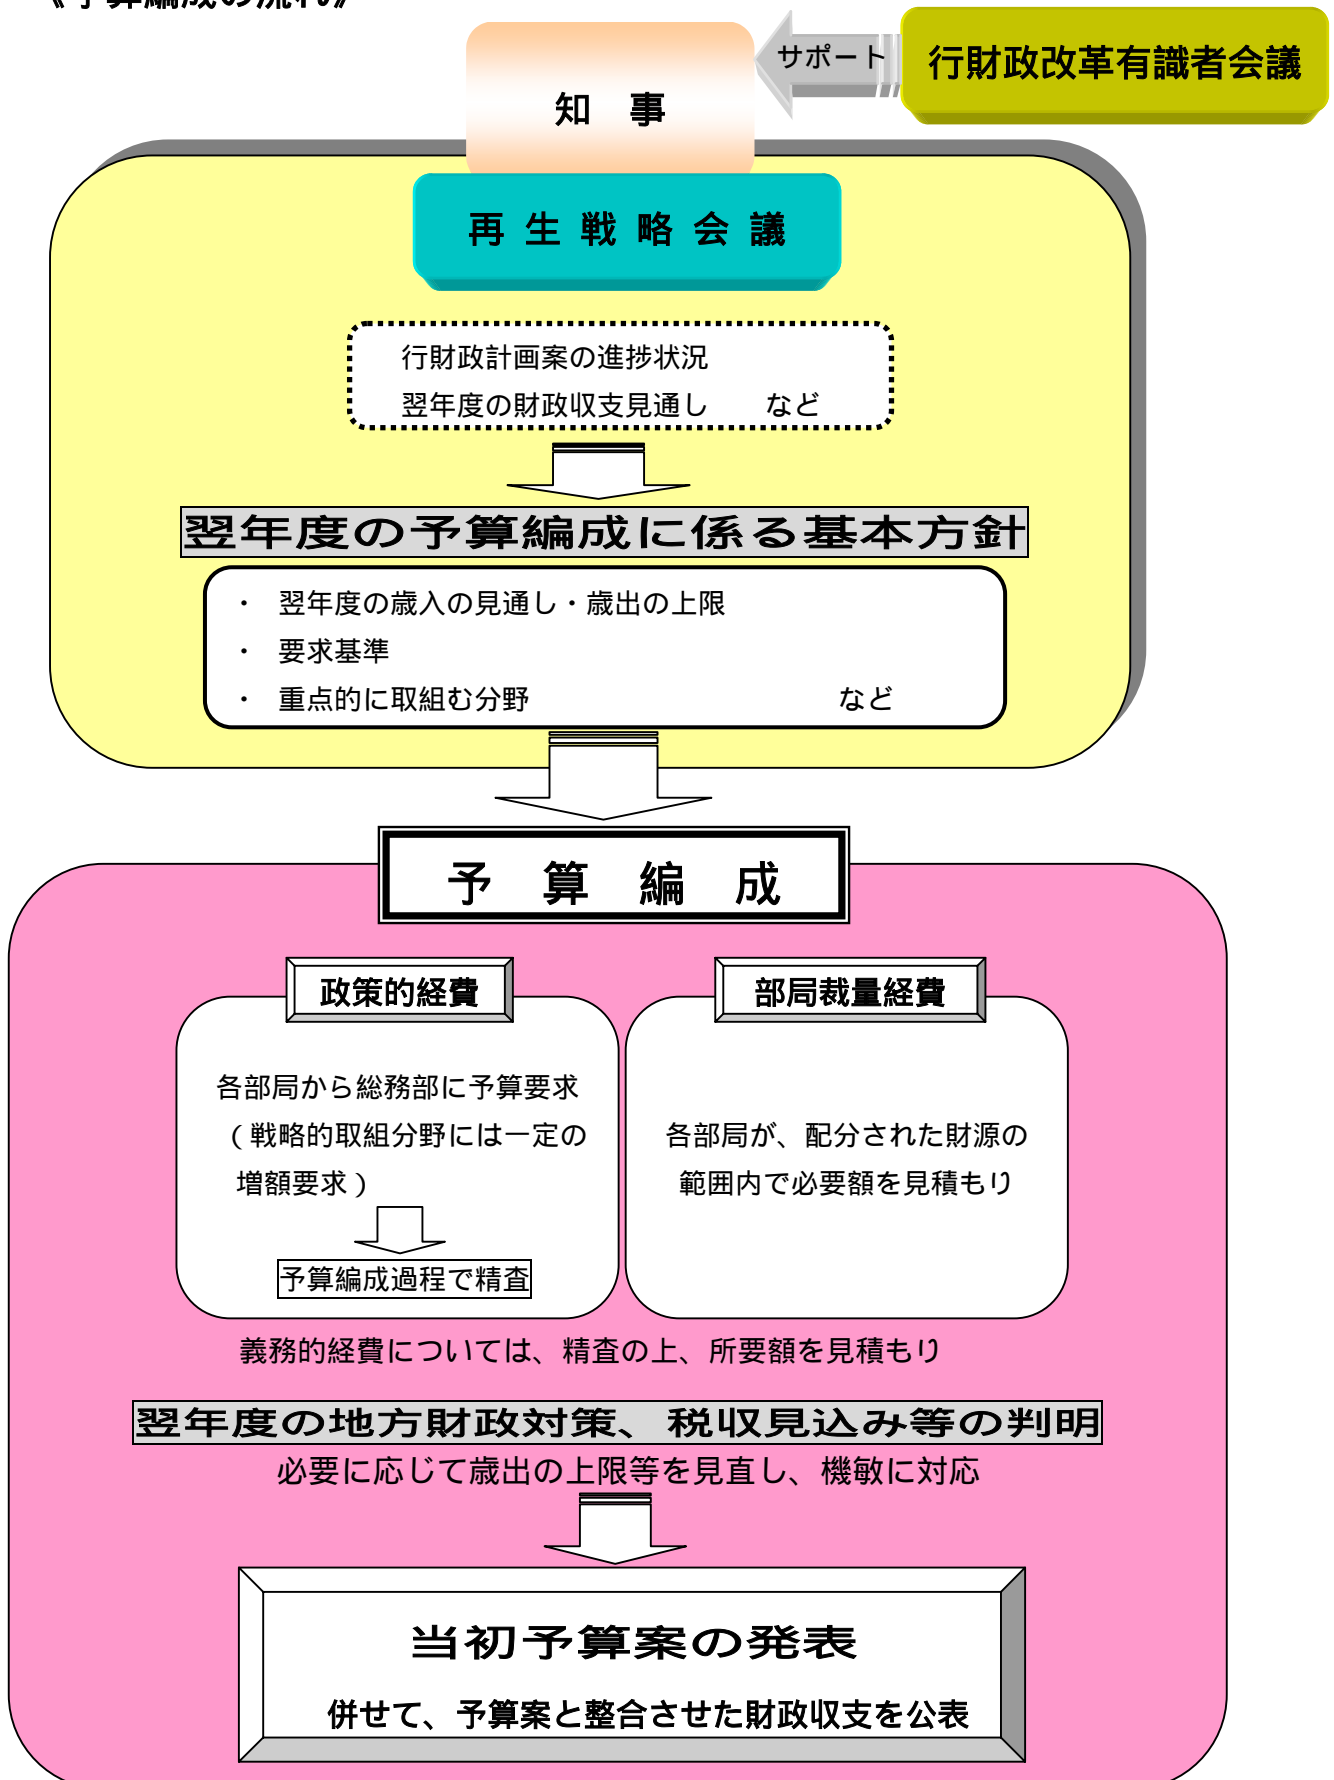 《予算編成の流れ》
サポート
行財政改革有識者会議
知 事
再生戦略会議
行財政計画案の進捗状況
翌年度の財政収支見通し など
翌年度の予算編成に係る基本方針
・ 翌年度の歳入の見通し・歳出の上限
・ 要求基準
・ 重点的に取組む分野 など
予算編成
政策的経費
各部局から総務部に予算要求
（戦略的取組分野には一定の
増額要求）
予算編成過程で精査
部局裁量経費
各部局が、配分された財源の
範囲内で必要額を見積もり
義務的経費については、精査の上、所要額を見積もり
翌年度の地方財政対策、税収見込み等の判明
必要に応じて歳出の上限等を見直し、機敏に対応
当初予算案の発表
併せて、予算案と整合させた財政収支を公表